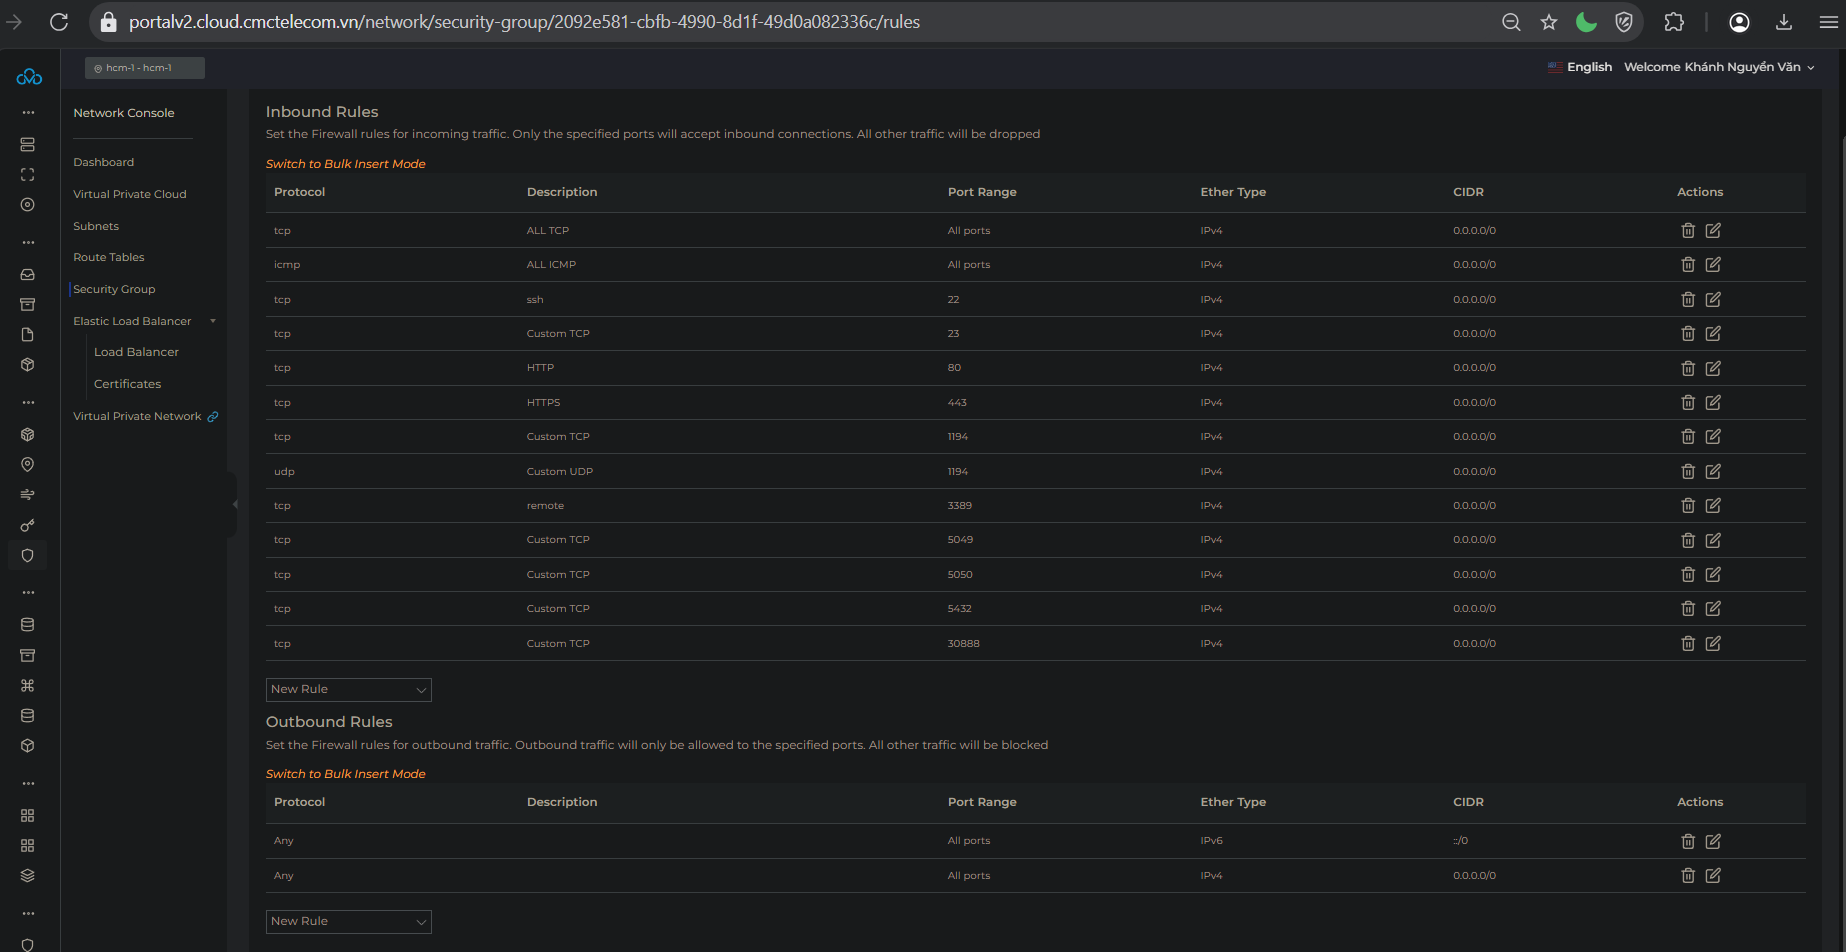 portalv2.cloud.cmctelecom.vn/network/security-group/2092e581-cbfb-4990-8d1f-49d0a082336c/rules
hcm-1 - hcm-1
English Welcome Khánh Nguyễn Văn
Network Console
Dashboard
Virtual Private Cloud
Subnets
Route Tables
Security Group
Elastic Load Balancer
Load Balancer
Certificates
Virtual Private Network
Inbound Rules
Set the Firewall rules for incoming traffic. Only the specified ports will accept inbound connections. All other traffic will be dropped
Switch to Bulk Insert Mode
Protocol Description Port Range Ether Type CIDR Actions
tcp ALL TCP All ports IPv4 0.0.0.0/0
icmp ALL ICMP All ports IPv4 0.0.0.0/0
tcp ssh 22 IPv4 0.0.0.0/0
tcp Custom TCP 23 IPv4 0.0.0.0/0
tcp HTTP 80 IPv4 0.0.0.0/0
tcp HTTPS 443 IPv4 0.0.0.0/0
tcp Custom TCP 1194 IPv4 0.0.0.0/0
udp Custom UDP 1194 IPv4 0.0.0.0/0
tcp remote 3389 IPv4 0.0.0.0/0
tcp Custom TCP 5049 IPv4 0.0.0.0/0
tcp Custom TCP 5050 IPv4 0.0.0.0/0
tcp Custom TCP 5432 IPv4 0.0.0.0/0
tcp Custom TCP 30888 IPv4 0.0.0.0/0
New Rule
Outbound Rules
Set the Firewall rules for outbound traffic. Outbound traffic will only be allowed to the specified ports. All other traffic will be blocked
Switch to Bulk Insert Mode
Protocol Description Port Range Ether Type CIDR Actions
Any All ports IPv6 ::/0
Any All ports IPv4 0.0.0.0/0
New Rule